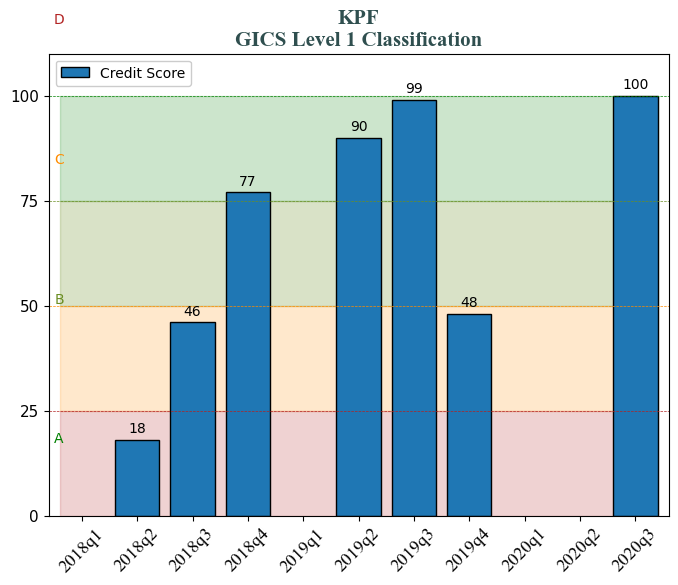 D
KPF
GICS Level 1 Classification
Credit Score
100
99
100
90
C
77
75
50
B
48
46
25
A
18
0
2018q1 2018q2 2018q3 2018q4 2019q1 2019q2 2019q3 2019q4 2020q1 2020q2 2020q3